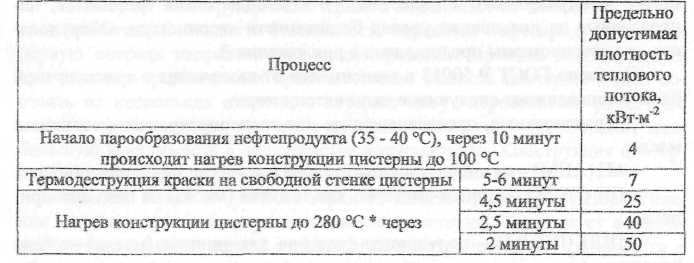 Процесс
Предельно
допустимая
плотность
теплового
потока,
кВт·м⁻²
Начало парообразования нефтепродукта (35 - 40 °С), через 10 минут
происходит нагрев конструкции цистерны до 100 °С
4
Термодеструкция краски на свободной стенке цистерны 5-6 минут 7
Нагрев конструкции цистерны до 280 °С * через
4,5 минуты 25
2,5 минуты 40
2 минуты 50